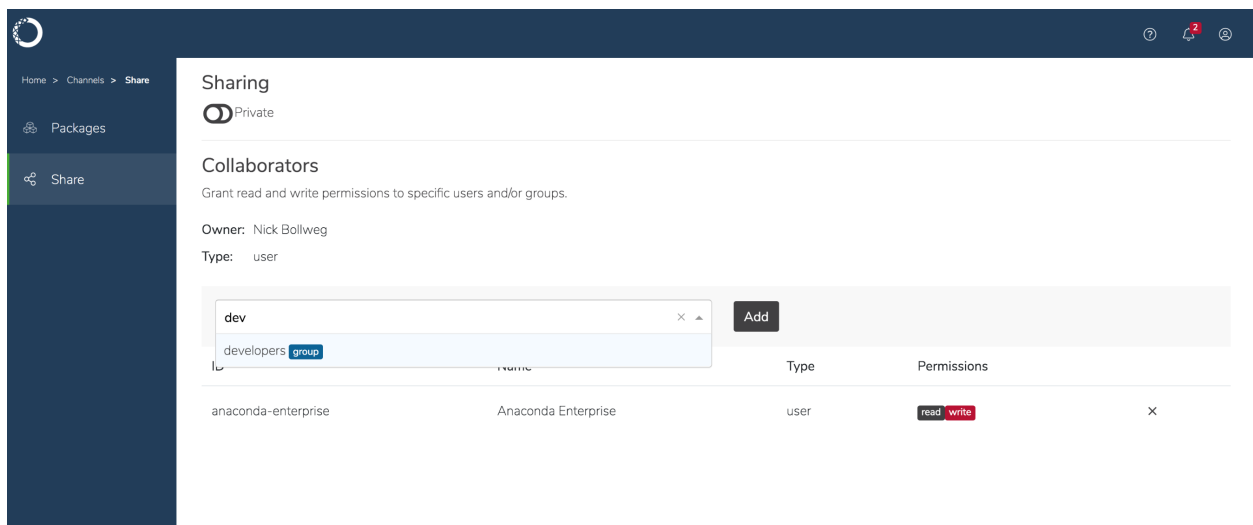 2
Home > Channels > Share
Packages
Share
Sharing
Private
Collaborators
Grant read and write permissions to specific users and/or groups.
Owner: Nick Bollweg
Type: user
dev
Add
developers group
ID Name Type Permissions
anaconda-enterprise Anaconda Enterprise user read write